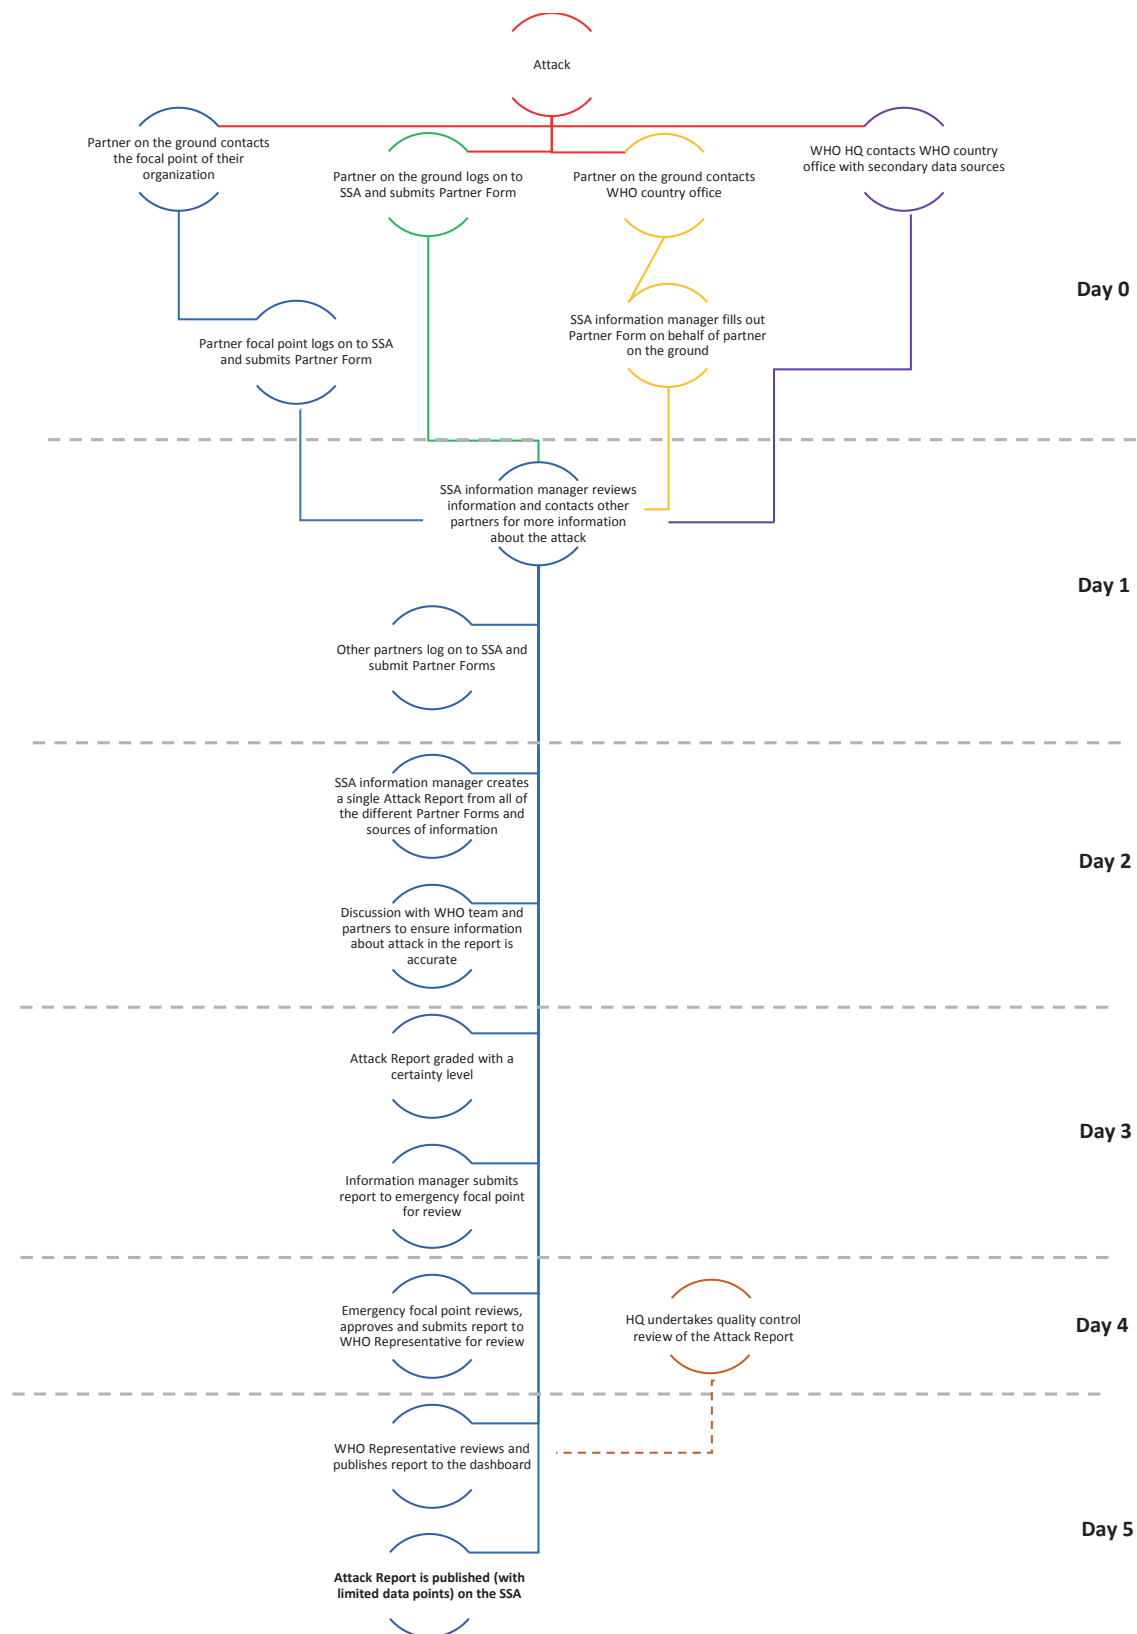 Attack
Partner on the ground contacts
the focal point of their
organization
Partner on the ground logs on to
SSA and submits Partner Form
Partner on the ground contacts
WHO country office
WHO HQ contacts WHO country
office with secondary data sources
Day 0
SSA information manager fills out
Partner Form on behalf of partner
on the ground
Partner focal point logs on to SSA
and submits Partner Form
SSA information manager reviews
information and contacts other
partners for more information
about the attack
Day 1
Other partners log on to SSA and
submit Partner Forms
SSA information manager creates
a single Attack Report from all of
the different Partner Forms and
sources of information
Day 2
Discussion with WHO team and
partners to ensure information
about attack in the report is
accurate
Attack Report graded with a
certainty level
Day 3
Information manager submits
report to emergency focal point
for review
Emergency focal point reviews,
approves and submits report to
WHO Representative for review
HQ undertakes quality control
review of the Attack Report
Day 4
WHO Representative reviews and
publishes report to the dashboard
Day 5
Attack Report is published (with
limited data points) on the SSA